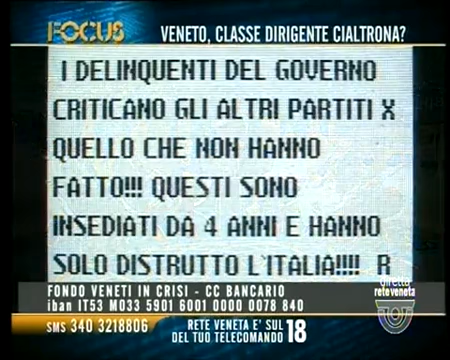 FOCUS
VENETO, CLASSE DIRIGENTE CIALTRONA?
I DELINQUENTI DEL GOVERNO
CRITICANO GLI ALTRI PARTITI X
QUELLO CHE NON HANNO
FATTO!!! QUESTI SONO
INSEDIATI DA 4 ANNI E HANNO
SOLO DISTRUTTO L'ITALIA!!!! R
diretta
reteveneta
FONDO VENETI IN CRISI - CC BANCARIO
iban IT53 M033 5901 6001 0000 0078 840
SMS 340 3218806
RETE VENETA E' SUL
DEL TUO TELECOMANDO 18